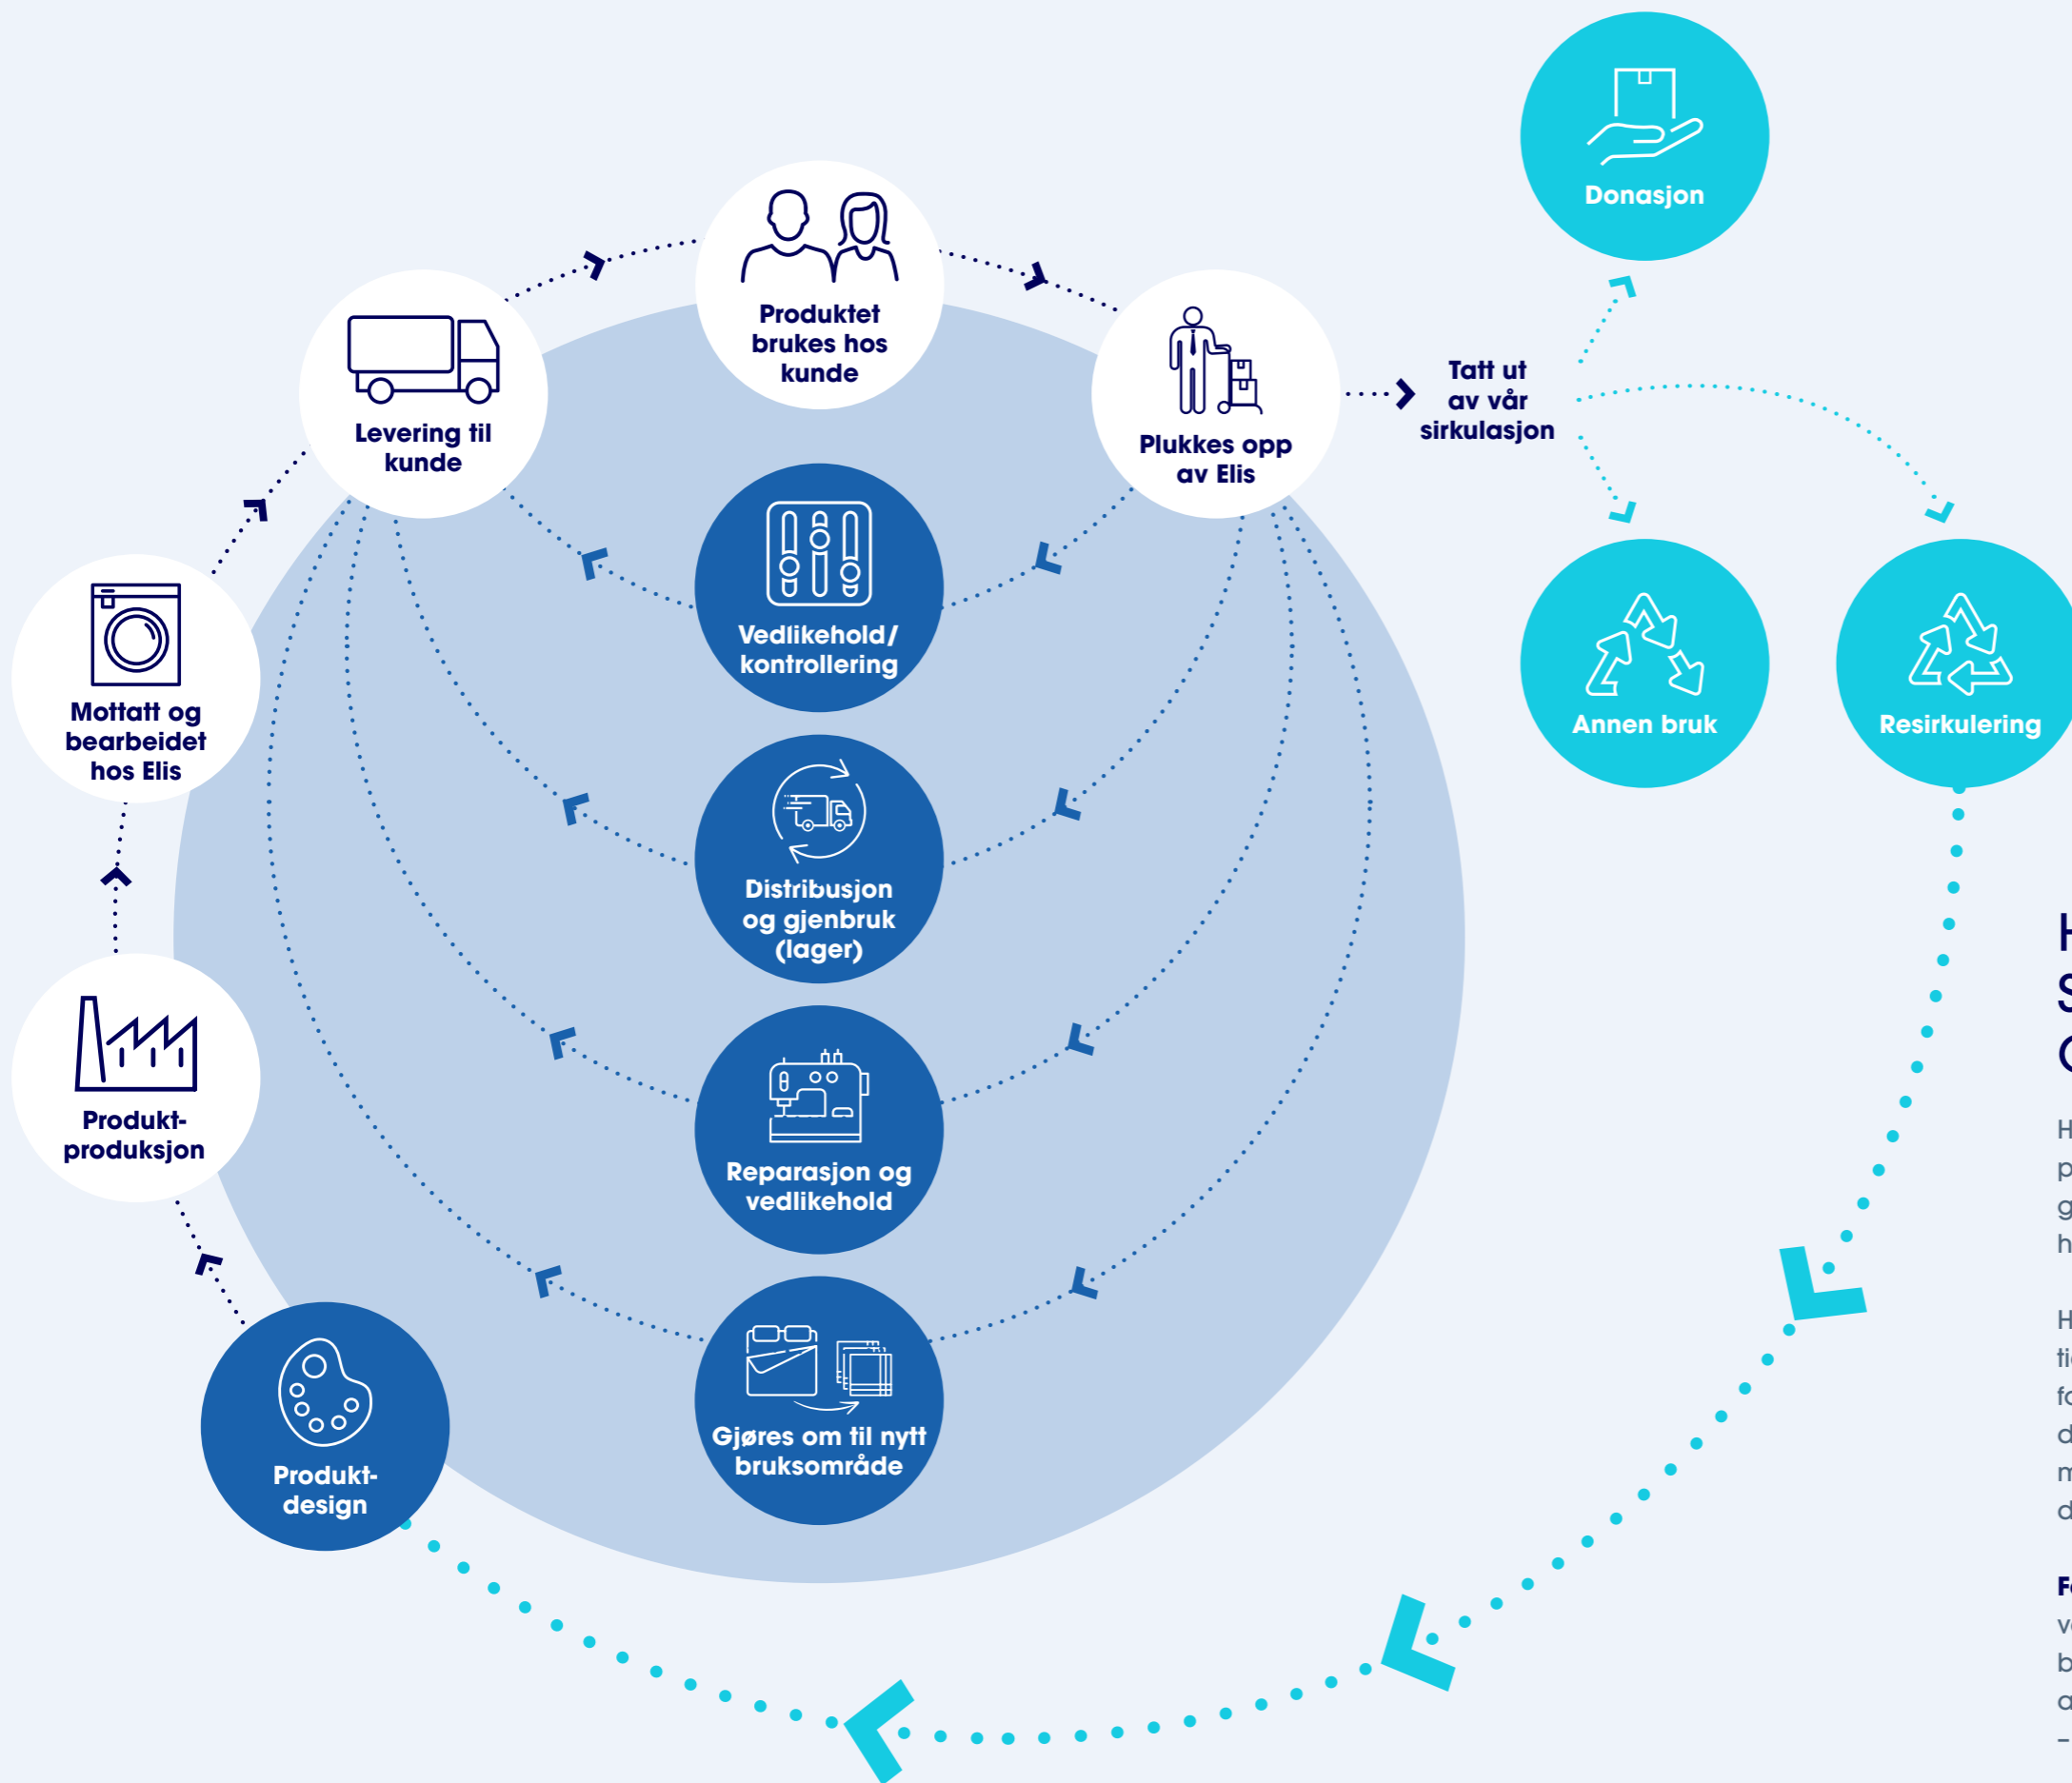 Donasjon
Produktet
brukes hos
kunde
Levering til
kunde
Plukkes opp
av Elis
Tatt ut
av vår
sirkulasjon
Vedlikehold/
kontrollering
Annen bruk
Resirkulering
Mottatt og
bearbeidet
hos Elis
Distribusjon
og gjenbruk
(lager)
Produkt-
produksjon
Reparasjon og
vedlikehold
Gjøres om til nytt
bruksområde
Produkt-
design